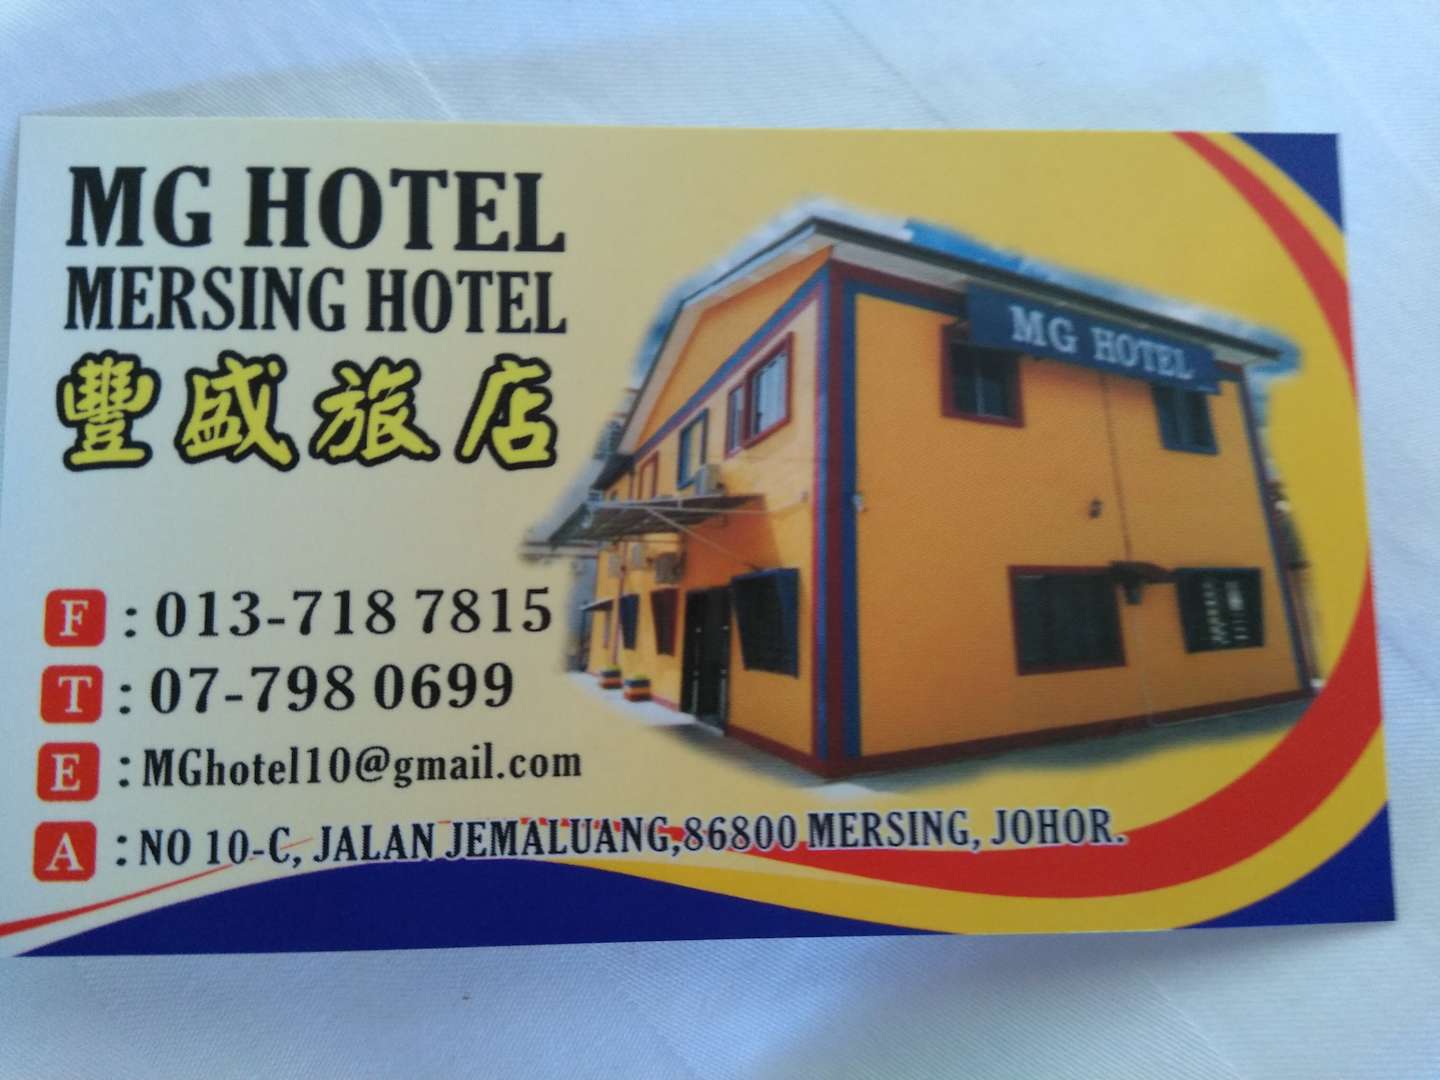 MG HOTEL
MERSING HOTEL
豐盛旅店
F : 013-718 7815
T : 07-798 0699
E : MGhotel10@gmail.com
A : NO 10-C, JALAN JEMALUANG,86800 MERSING, JOHOR.
MG HOTEL